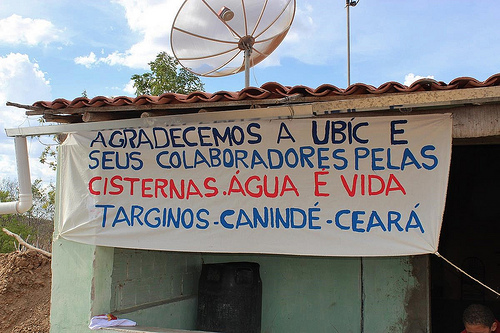 AGRADECEMOS A UBIC E
SEUS COLABORADORES PELAS
CISTERNAS. ÁGUA É VIDA
TARGINOS - CANINDÉ - CEARÁ